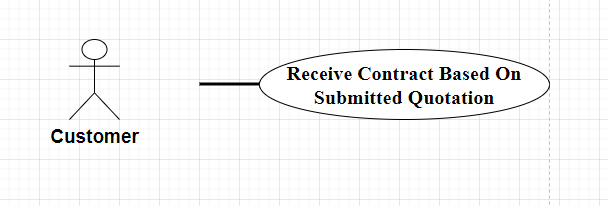 Receive Contract Based On
Submitted Quotation
Customer